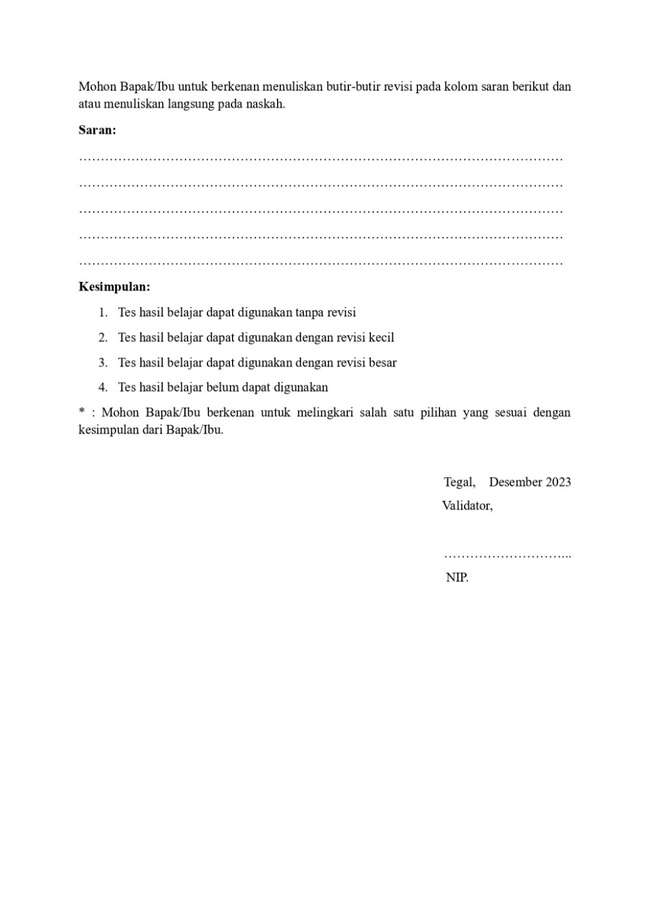 Mohon Bapak/Ibu untuk berkenan menuliskan butir-butir revisi pada kolom saran berikut dan
atau menuliskan langsung pada naskah.
Saran:
……………………………………………………………………………………………………
……………………………………………………………………………………………………
……………………………………………………………………………………………………
……………………………………………………………………………………………………
……………………………………………………………………………………………………
Kesimpulan:
1. Tes hasil belajar dapat digunakan tanpa revisi
2. Tes hasil belajar dapat digunakan dengan revisi kecil
3. Tes hasil belajar dapat digunakan dengan revisi besar
4. Tes hasil belajar belum dapat digunakan
* : Mohon Bapak/Ibu berkenan untuk melingkari salah satu pilihan yang sesuai dengan
kesimpulan dari Bapak/Ibu.
Tegal, Desember 2023
Validator,
………………………...
NIP.